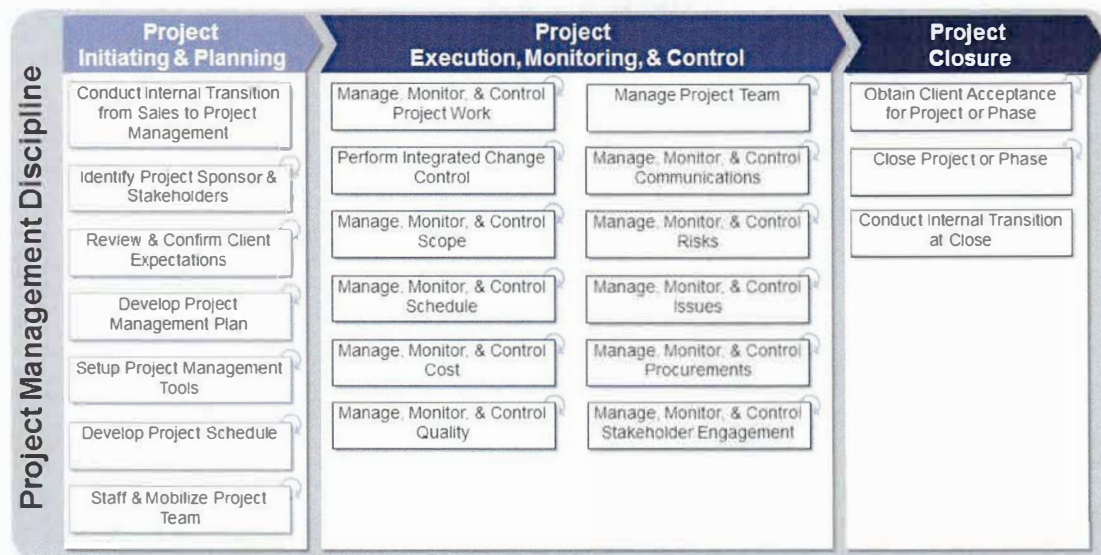 Project Management Discipline
Project
Initiating & Planning
Conduct Internal Transition
from Sales to Project
Management
Identify Project Sponsor &
Stakeholders
Review & Confirm Client
Expectations
Develop Project
Management Plan
Setup Project Management
Tools
Develop Project Schedule
Staff & Mobilize Project
Team
Project
Execution, Monitoring, & Control
Manage, Monitor, & Control
Project Work
Perform Integrated Change
Control
Manage, Monitor, & Control
Scope
Manage, Monitor, & Control
Schedule
Manage, Monitor, & Control
Cost
Manage, Monitor, & Control
Quality
Manage Project Team
Manage, Monitor, & Control
Communications
Manage, Monitor, & Control
Risks
Manage, Monitor, & Control
Issues
Manage, Monitor, & Control
Procurements
Manage, Monitor, & Control
Stakeholder Engagement
Project
Closure
Obtain Client Acceptance
for Project or Phase
Close Project or Phase
Conduct Internal Transition
at Close